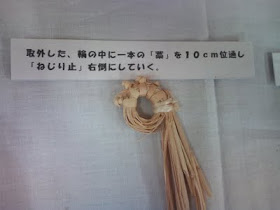 取外した、輪の中に一本の「藁」を１０ｃｍ位通し
「ねじり止」右倒にしていく．